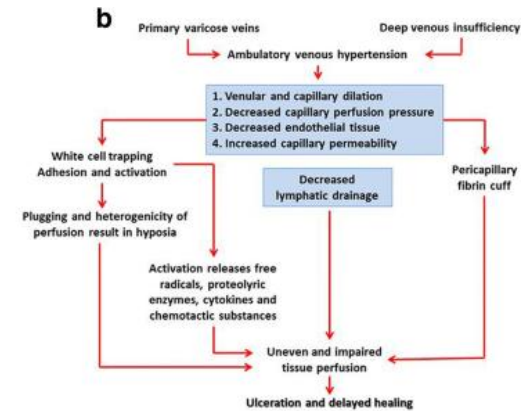 b
Primary varicose veins
Deep venous insufficiency
Ambulatory venous hypertension
1. Venular and capillary dilation
2. Decreased capillary perfusion pressure
3. Decreased endothelial tissue
4. Increased capillary permeability
White cell trapping
Adhesion and activation
Decreased
lymphatic drainage
Pericapillary
fibrin cuff
Plugging and heterogenicity of
perfusion result in hyposia
Activation releases free
radicals, proteolyric
enzymes, cytokines and
chemotactic substances
Uneven and impaired
tissue perfusion
Ulceration and delayed healing